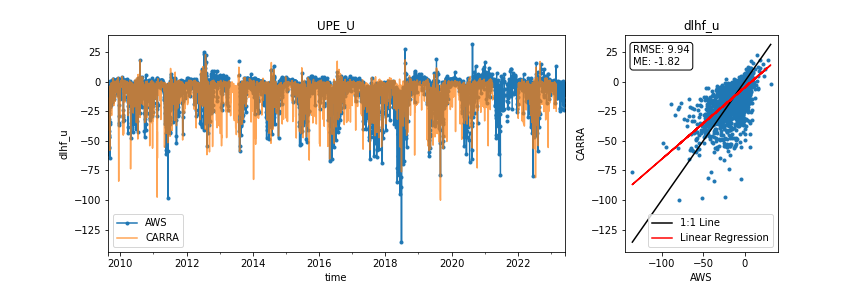 UPE_U
dlhf_u
25
0
−25
−50
−75
−100
−125
dlhf_u
AWS
CARRA
2010
2012
2014
2016
2018
2020
2022
time
dlhf_u
RMSE: 9.94
ME: -1.82
25
0
−25
−50
−75
−100
−125
CARRA
1:1 Line
Linear Regression
−100
−50
0
AWS